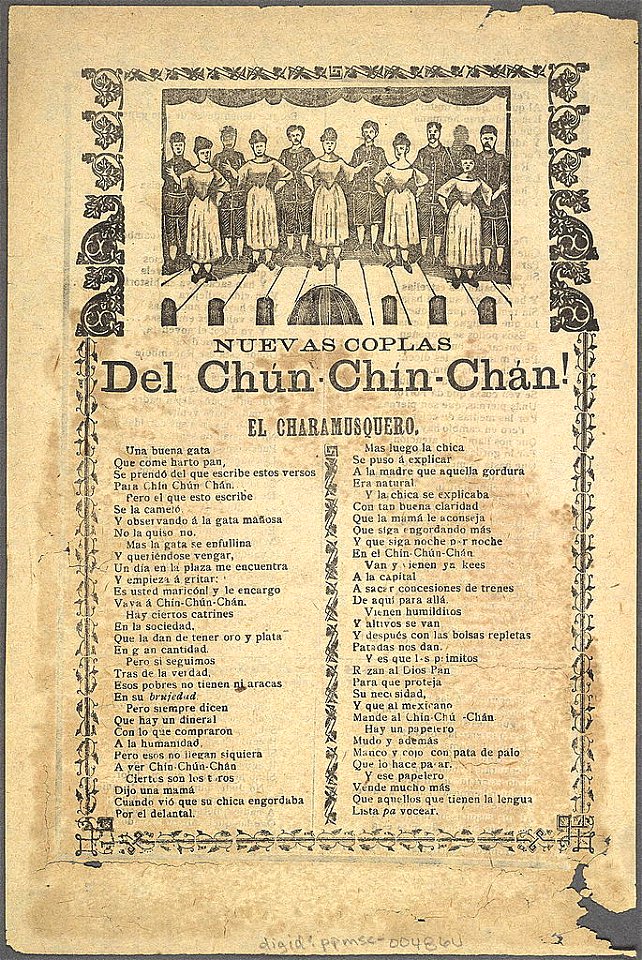 NUEVAS COPLAS
Del Chún-Chín-Chán!
EL CHARAMUSQUERO.
Una buena gata
Que come harto pan,
Se prendó del que escribe estos versos
Para Chin Chún Chán.
Pero el que esto escribe
Se la cameló
Y observando á la gata mañosa
No la quiso no.
Mas la gata se enfullina
Y queriéndose vengar,
Un día en la plaza me encuentra
Y empieza á gritar:
Es usted maricón! y le encargo
Vaya á Chín-Chún-Chán.
Hay ciertos catrines
En la sociedad,
Que la dan de tener oro y plata
En gran cantidad.
Pero si seguimos
Tras de la verdad,
Esos pobres no tienen ni aracas
En su brujedad
Pero siempre dicen
Que hay un dineral
Con lo que compraron
A la humanidad,
Pero esos no llegan siquiera
A ver Chín-Chún-Chán
Ciertos son los toros
Dijo una mamá
Cuando vió que su chica engordaba
Por el delantal.
Mas luego la chica
Se puso á explicar
A la madre que aquella gordura
Era natural
Y la chica se explicaba
Con tan buena claridad
Que la mamá le aconseja
Que siga engordando más
Y que siga noche por noche
En el Chín-Chún-Chán
Van y vienen yankees
A la capital
A sacar concesiones de trenes
De aquí para allá.
Vienen humilditos
Y altivos se van
Y después con las bolsas repletas
Patadas nos dan.
Y es que los primitos
Rezan al Dios Pan
Para que proteja
Su necesidad,
Y que al mexicano
Mande al Chín-Chú -Chán
Hay un papelero
Mudo y además
Manco y cojo con pata de palo
Que lo hace parar.
Y ese papelero
Vende mucho más
Que aquellos que tienen la lengua
Lista pa vocear.
digid: ppmsc-00486u